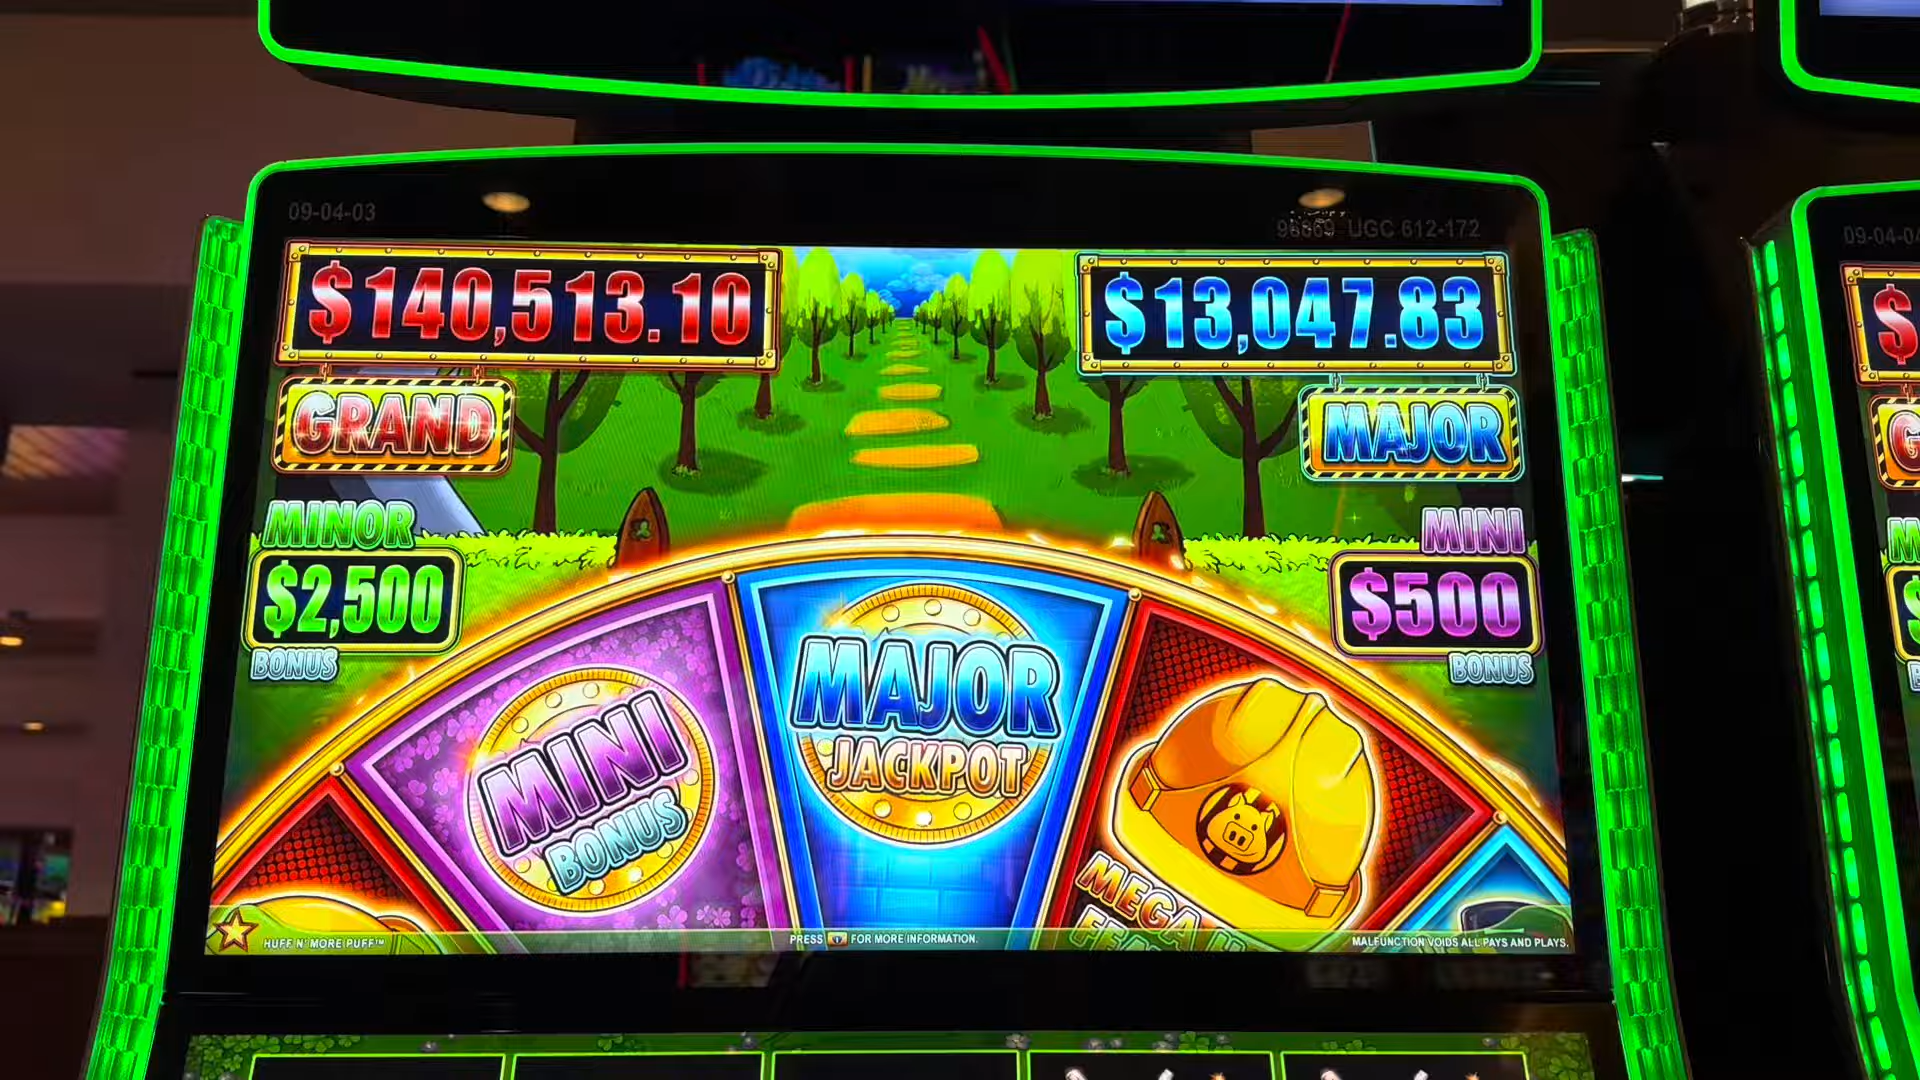 09-04-03
96869 UGC 612-172
09-04-04
$140,513.10
$13,047.83
$
GRAND
MAJOR
MINOR
$2,500
BONUS
MINI
$500
BONUS
MINI
BONUS
MAJOR
JACKPOT
MEGA
HUFF N' MORE PUFF™
PRESS FOR MORE INFORMATION.
MALFUNCTION VOIDS ALL PAYS AND PLAYS.